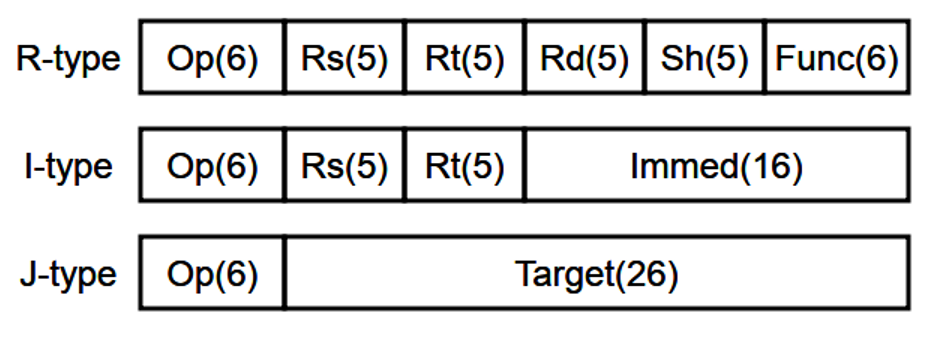 R-type Op(6) Rs(5) Rt(5) Rd(5) Sh(5) Func(6)
I-type Op(6) Rs(5) Rt(5) Immed(16)
J-type Op(6) Target(26)